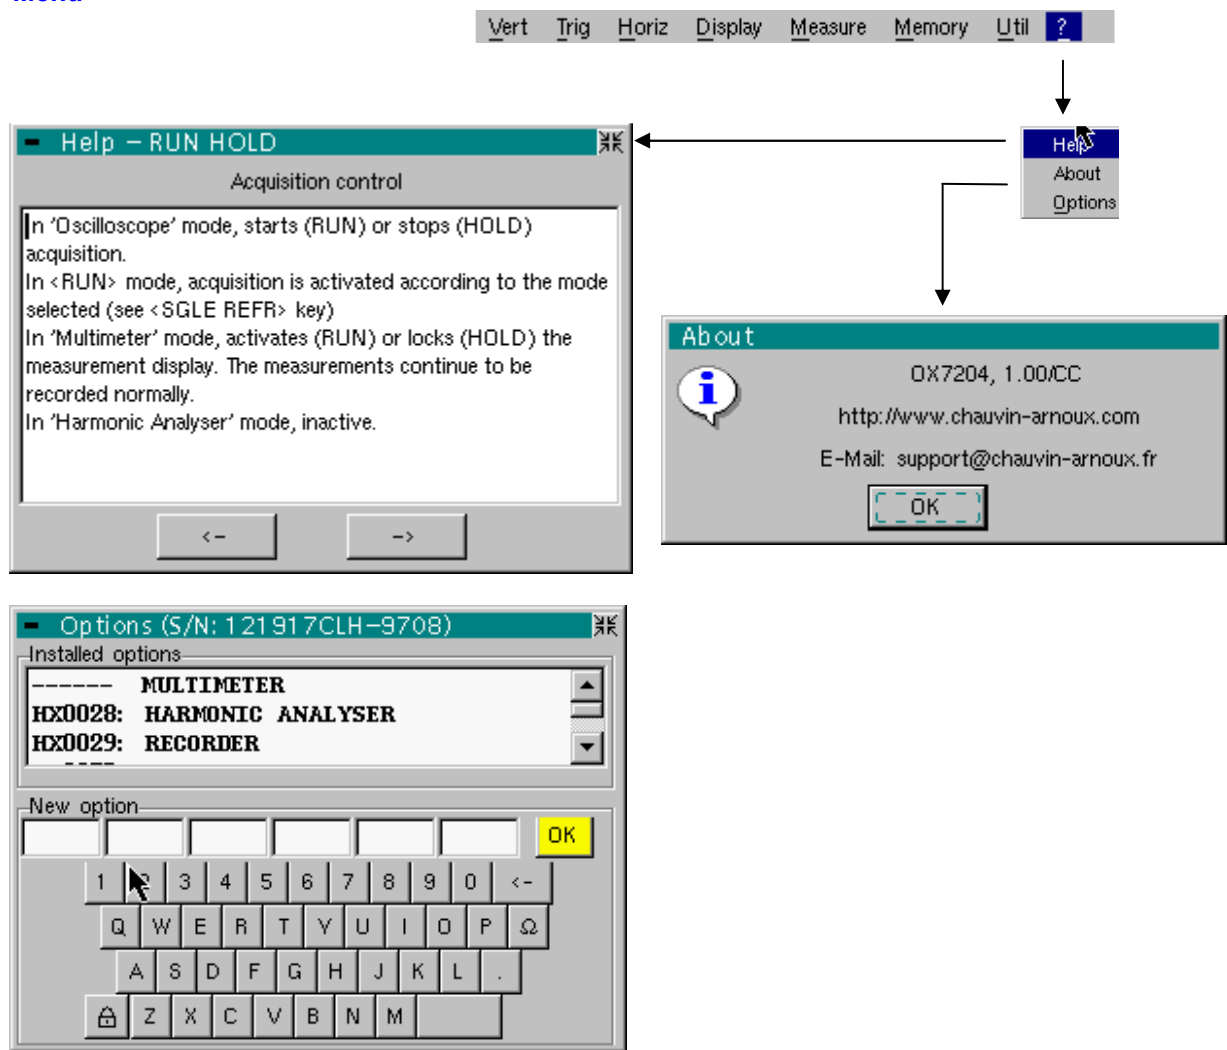 Menu
Vert Trig Horiz Display Measure Memory Util ?
Help
About
Options
Help – RUN HOLD
Acquisition control
In 'Oscilloscope' mode, starts (RUN) or stops (HOLD)
acquisition.
In <RUN> mode, acquisition is activated according to the mode
selected (see <SGLE REFR> key)
In 'Multimeter' mode, activates (RUN) or locks (HOLD) the
measurement display. The measurements continue to be
recorded normally.
In 'Harmonic Analyser' mode, inactive.
<- ->
About
OX7204, 1.00/CC
http://www.chauvin-arnoux.com
E-Mail: support@chauvin-arnoux.fr
OK
Options (S/N: 121917CLH–9708)
Installed options
------ MULTIMETER
HX0028: HARMONIC ANALYSER
HX0029: RECORDER
New option
OK
1 2 3 4 5 6 7 8 9 0 <-
Q W E R T Y U I O P Ω
A S D F G H J K L .
Z X C V B N M